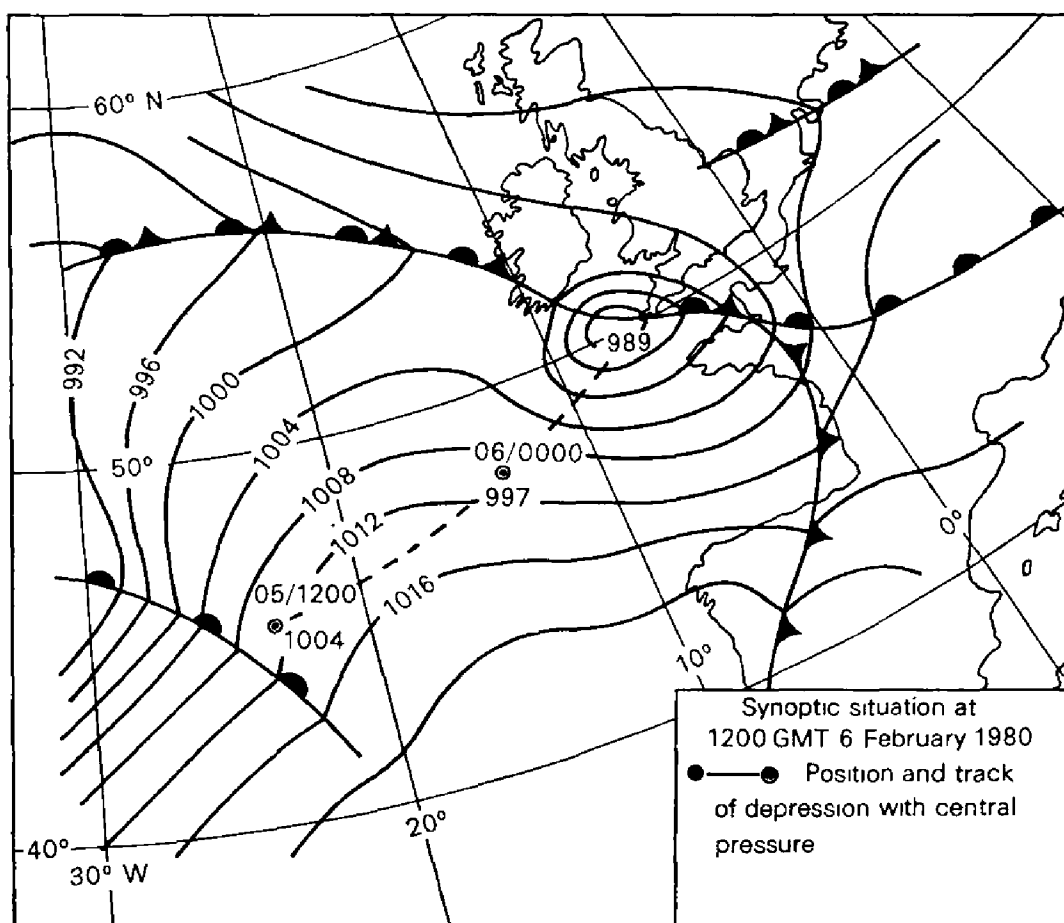 60° N
989
992
996
1000
1004
1008
1012
1016
50°
06/0000
997
05/1200
1004
0°
10°
20°
40°
30° W
Synoptic situation at
1200 GMT 6 February 1980
Position and track
of depression with central
pressure